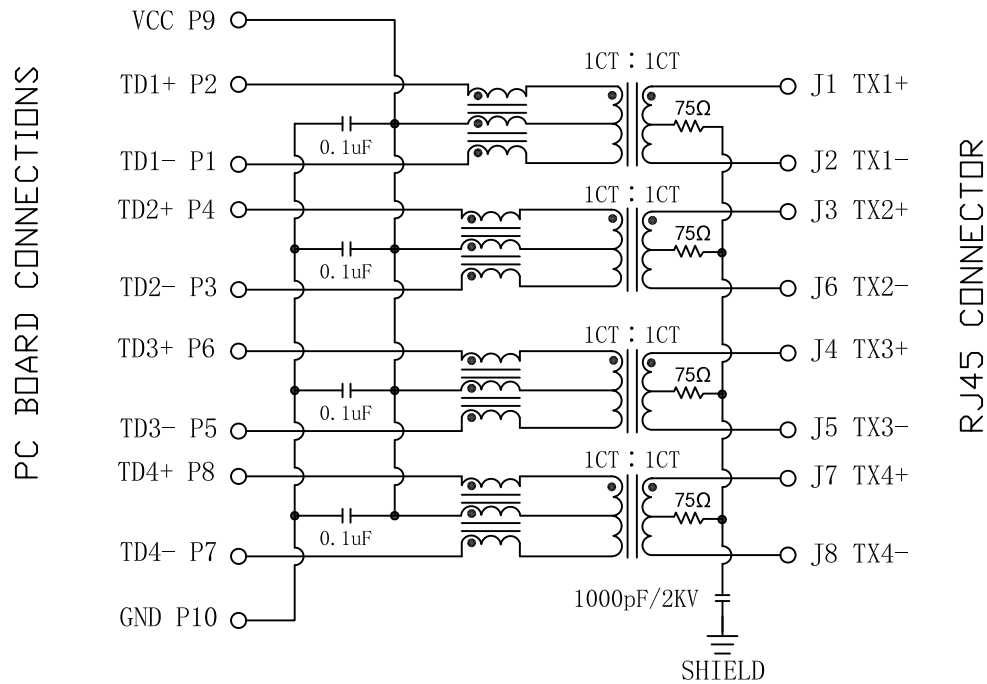 PC BOARD CONNECTIONS
VCC P9
TD1+ P2
0.1uF
TD1- P1
TD2+ P4
0.1uF
TD2- P3
TD3+ P6
0.1uF
TD3- P5
TD4+ P8
0.1uF
TD4- P7
GND P10
1CT : 1CT
75Ω
1CT : 1CT
75Ω
1CT : 1CT
75Ω
1CT : 1CT
75Ω
1000pF/2KV
SHIELD
J1 TX1+
J2 TX1-
J3 TX2+
J6 TX2-
J4 TX3+
J5 TX3-
J7 TX4+
J8 TX4-
RJ45 CONNECTOR